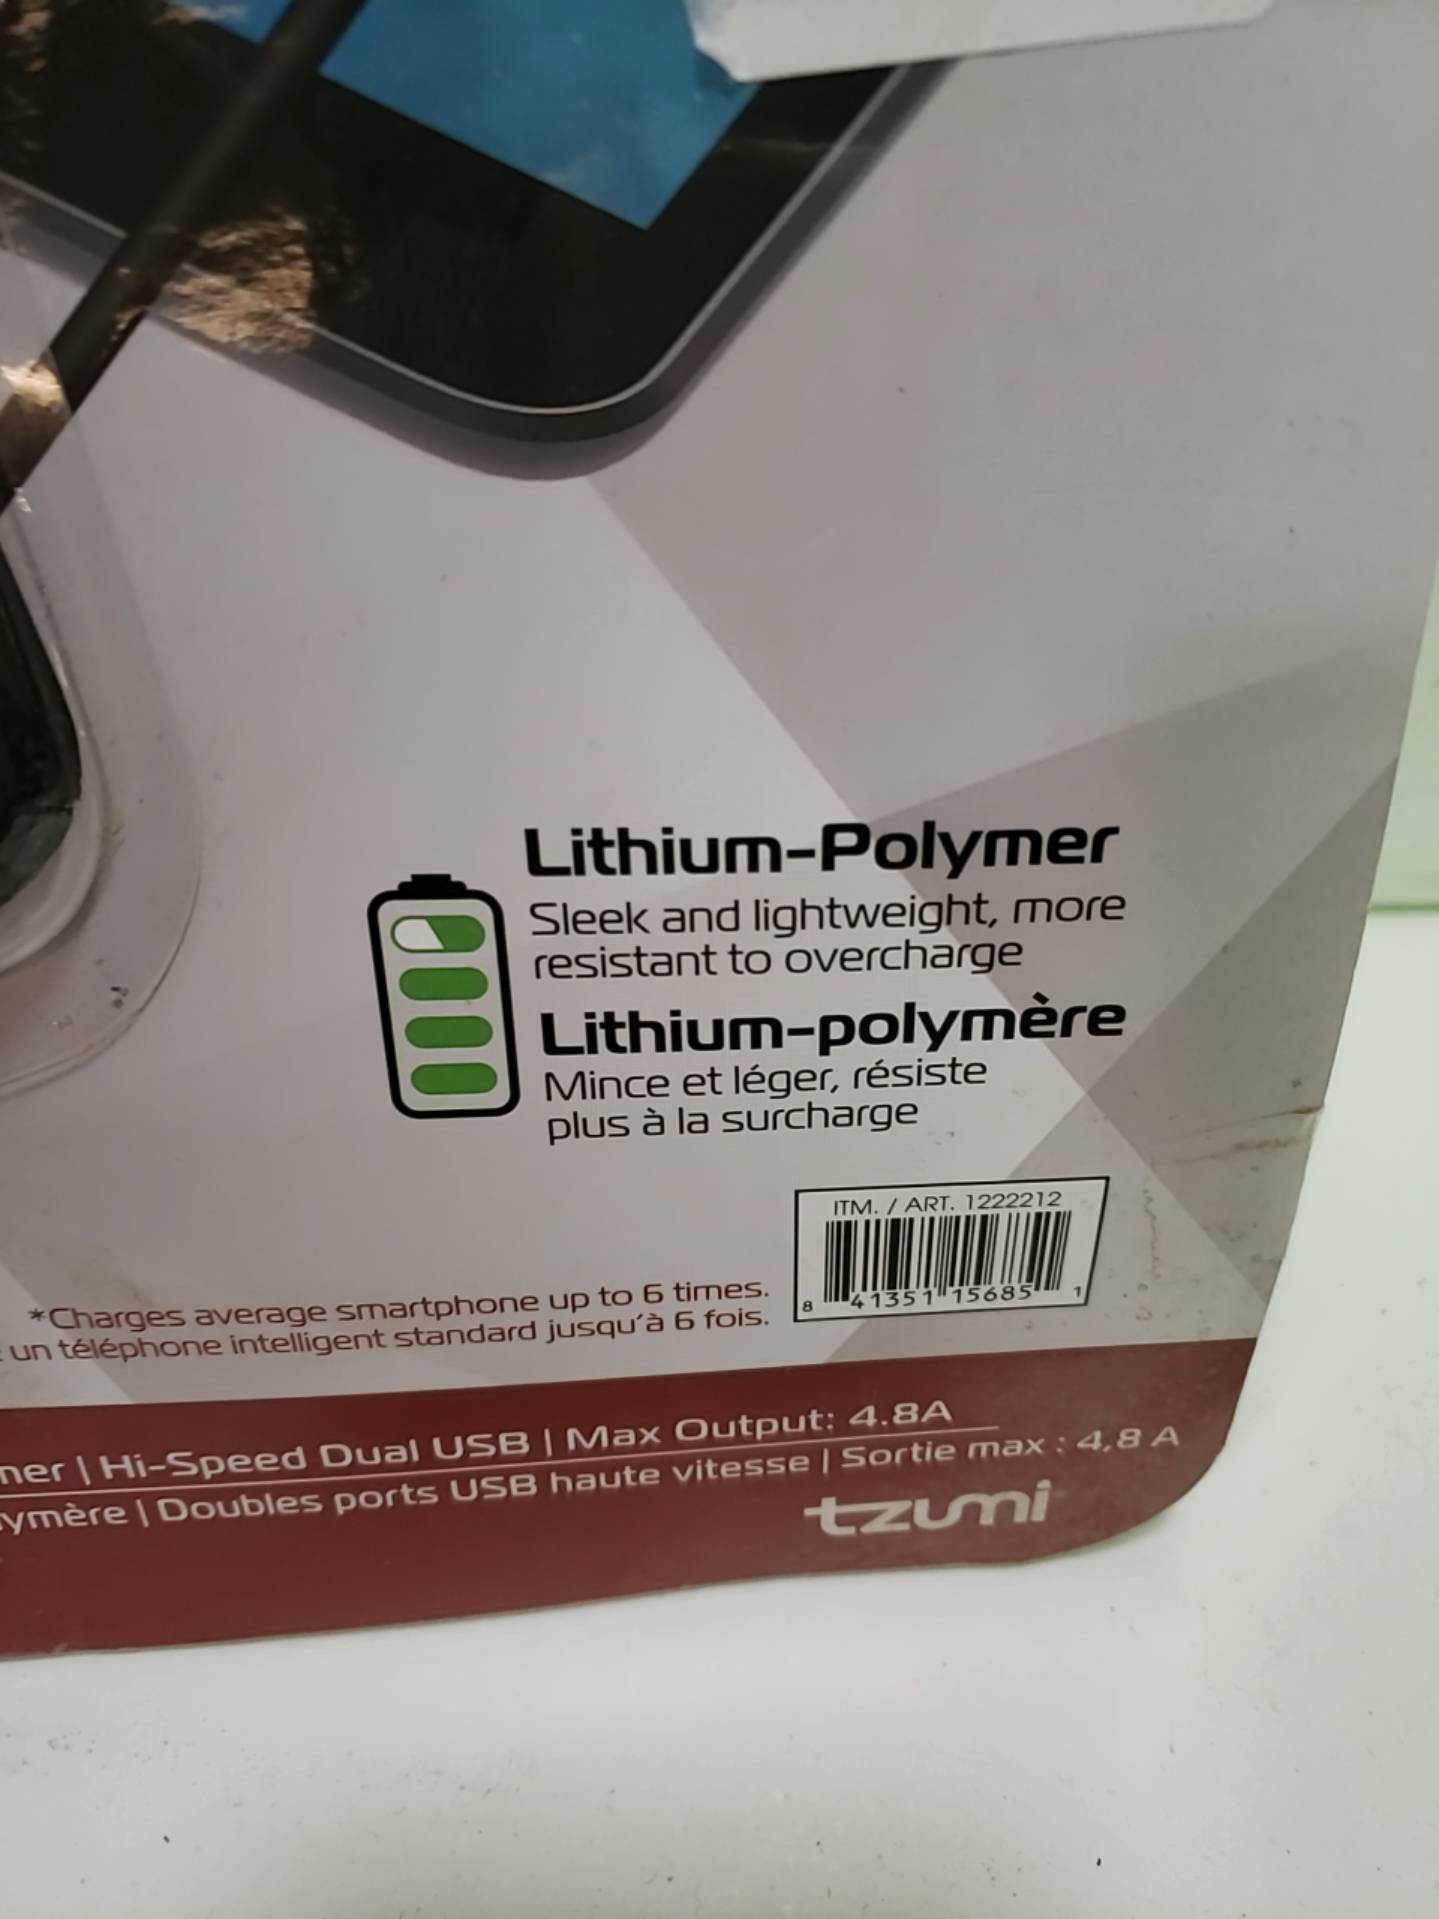 Lithium-Polymer
Sleek and lightweight, more
resistant to overcharge
Lithium-polymère
Mince et léger, résiste
plus à la surcharge
ITM. / ART. 1222212
8 41351 15685 1
*Charges average smartphone up to 6 times.
un téléphone intelligent standard jusqu'à 6 fois.
mer | Hi-Speed Dual USB | Max Output: 4.8A
ymère | Doubles ports USB haute vitesse | Sortie max : 4,8 A
tzumi